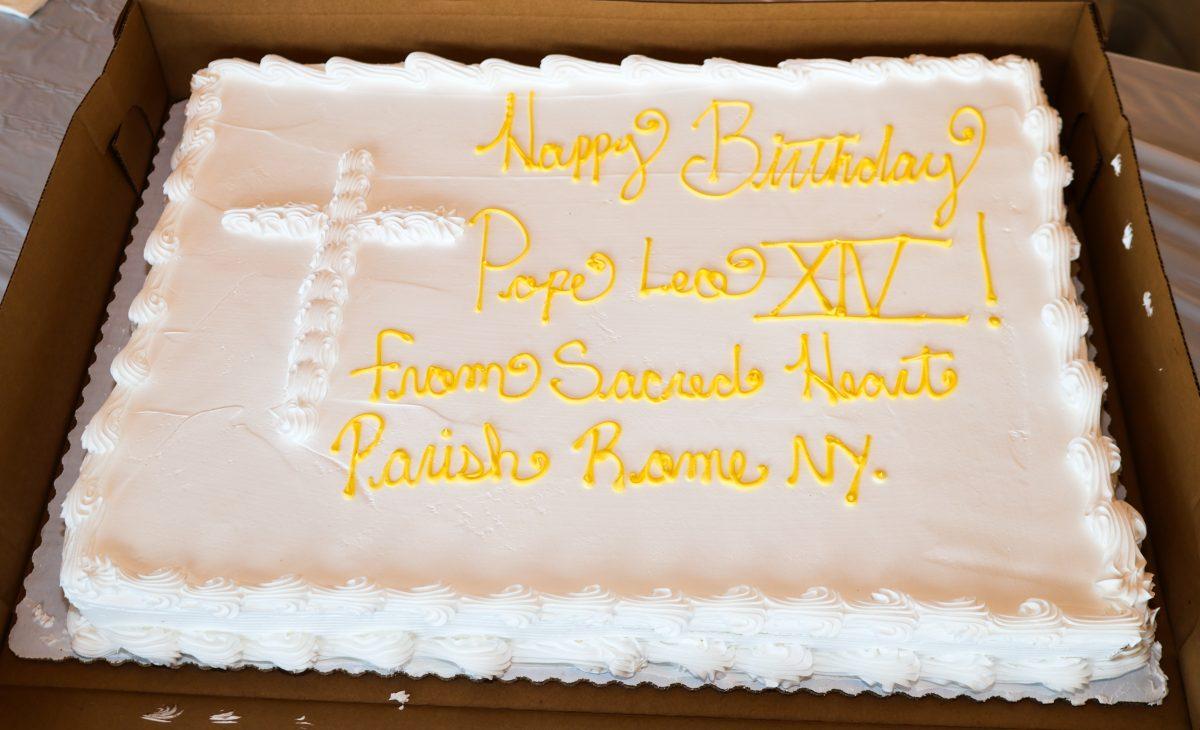 Happy Birthday
Pope Leo XIV!
From Sacred Heart
Parish Rome NY.